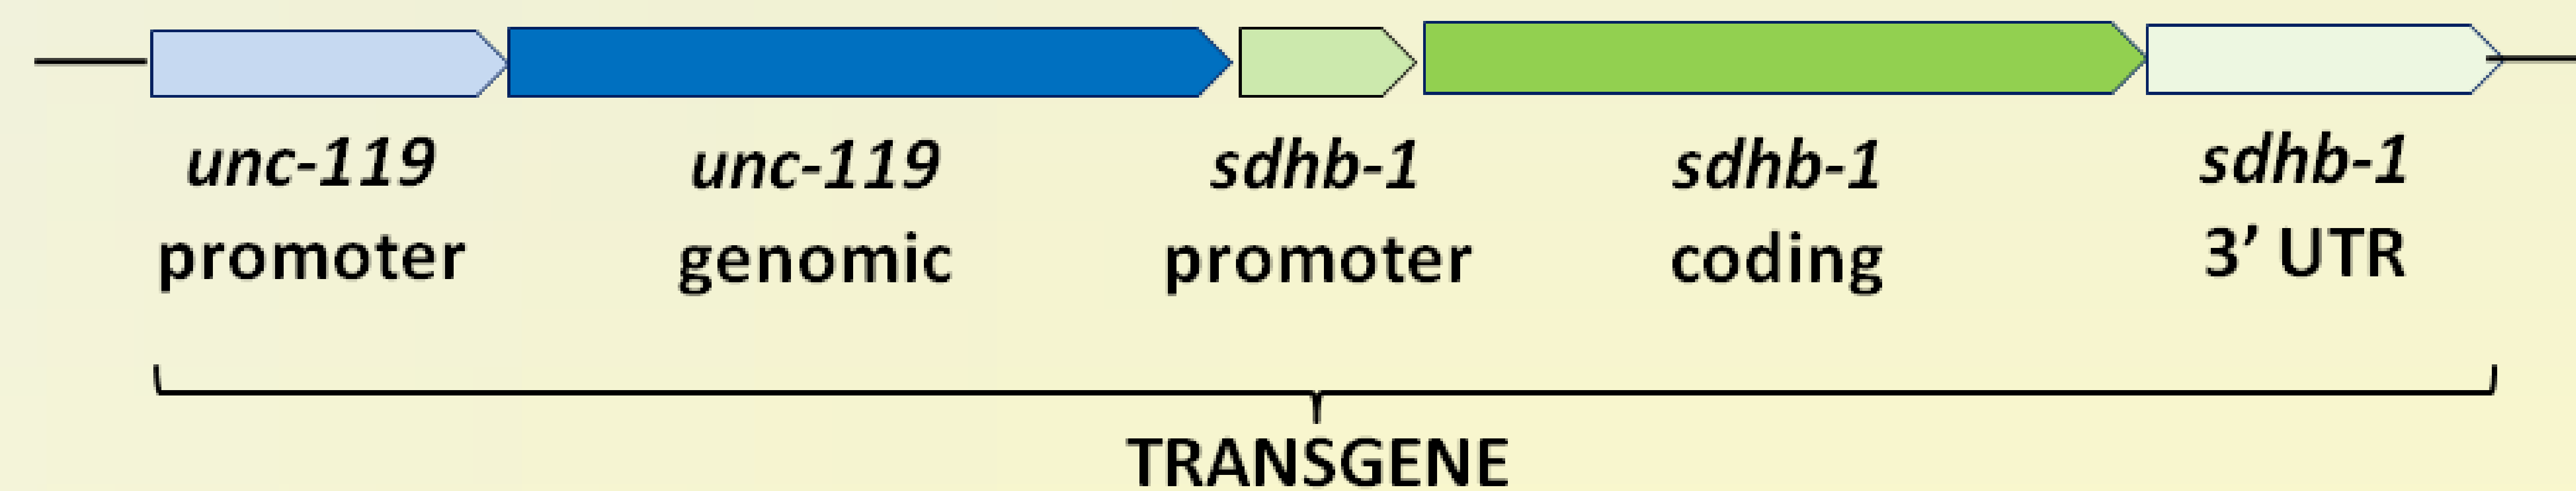 unc-119 unc-119 sdhb-1 sdhb-1 sdhb-1
promoter genomic promoter coding 3’ UTR
TRANSGENE